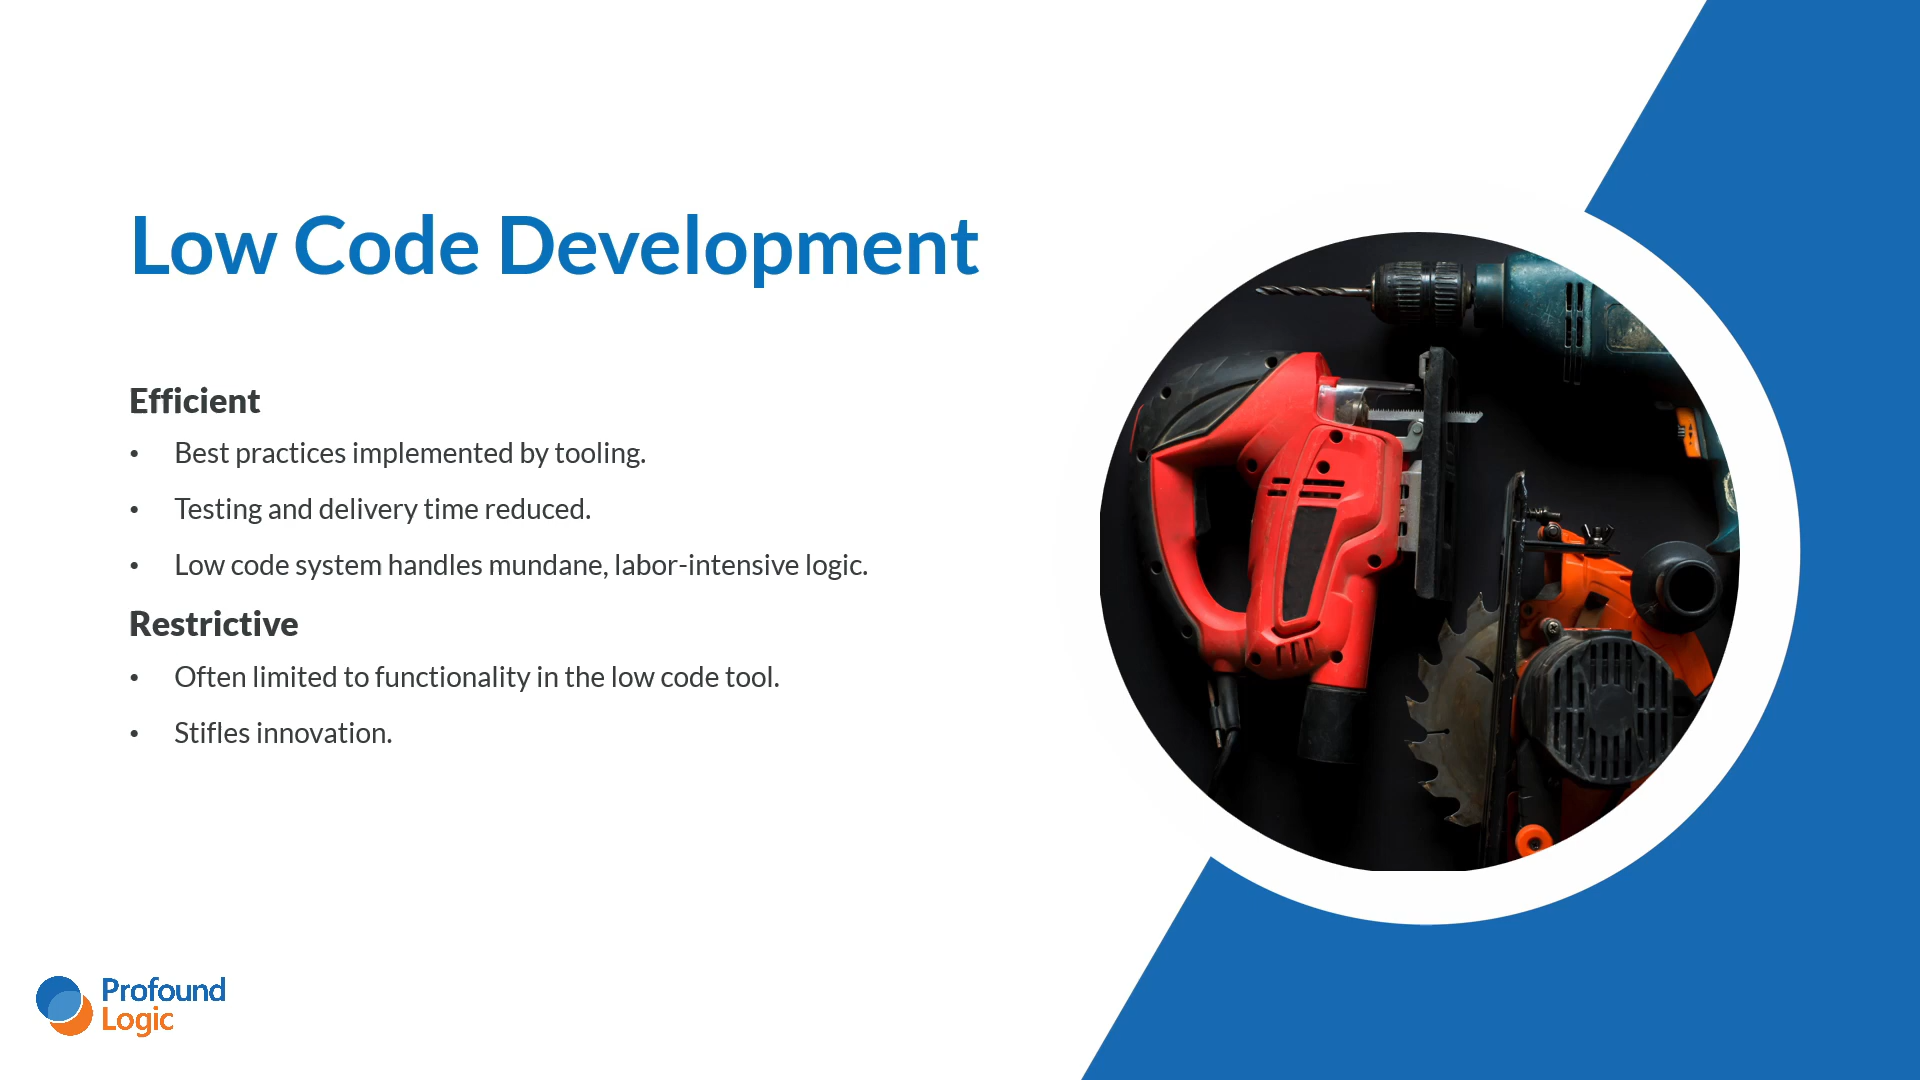 Low Code Development
Efficient
• Best practices implemented by tooling.
• Testing and delivery time reduced.
• Low code system handles mundane, labor-intensive logic.
Restrictive
• Often limited to functionality in the low code tool.
• Stifles innovation.
Profound
Logic